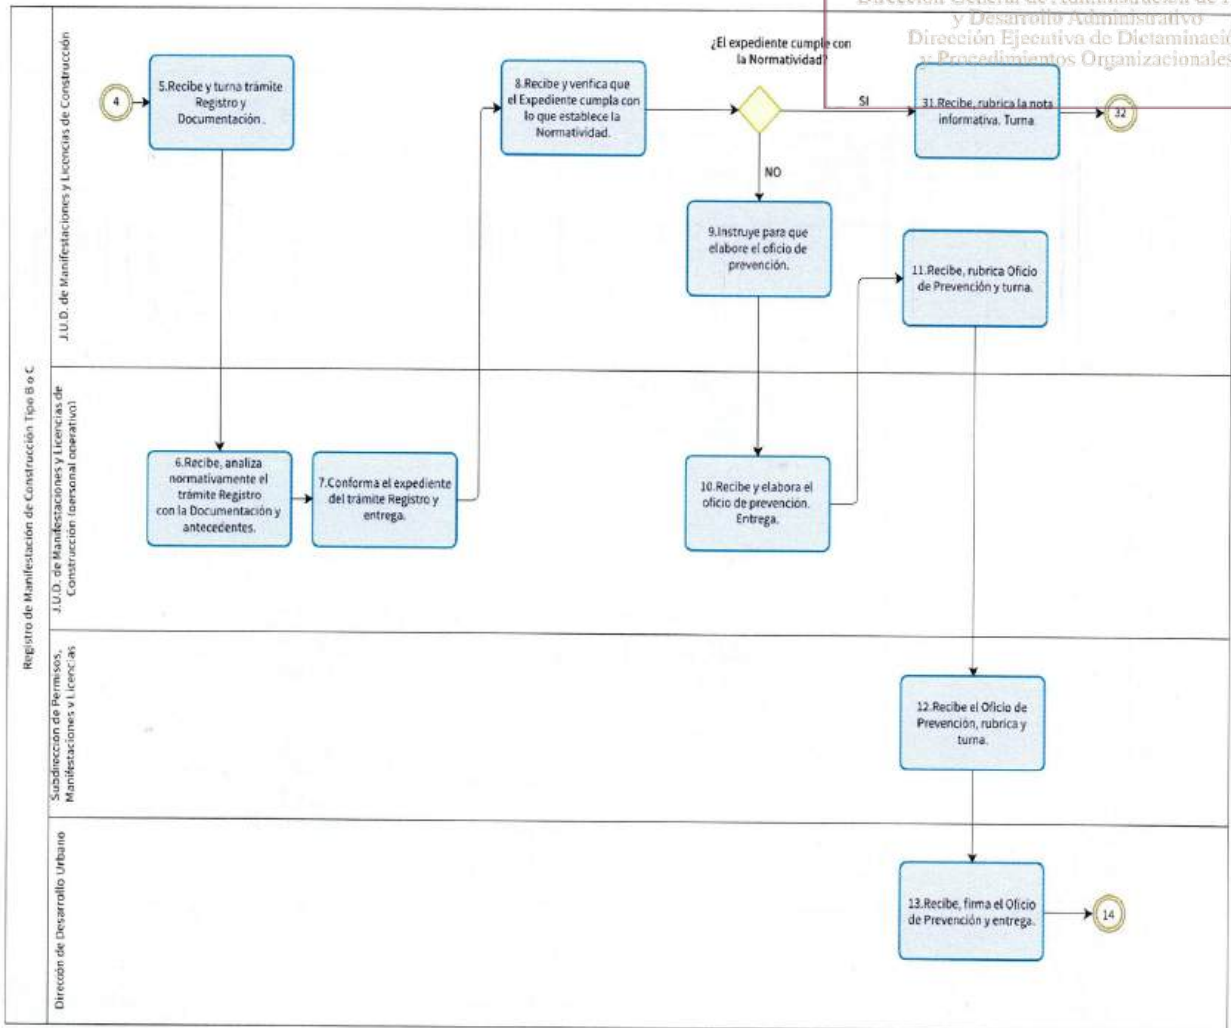 Dirección General de Administración de
y Desarrollo Administrativo
Dirección Ejecutiva de Dictaminació
y Procedimientos Organizacionales
Registro de Manifestación de Construcción Tipo B o C
J.U.D. de Manifestaciones y Licencias de Construcción
4
5.Recibe y turna trámite
Registro y
Documentación .
8.Recibe y verifica que
el Expediente cumpla con
lo que establece la
Normatividad.
¿El expediente cumple con
la Normatividad?
SI
31.Recibe, rubrica la nota
informativa. Turna
32
NO
9.Instruye para que
elabore el oficio de
prevención.
11.Recibe, rubrica Oficio
de Prevención y turna.
J.U.D. de Manifestaciones y Licencias de
Construcción (personal operativo)
6.Recibe, analiza
normativamente el
trámite Registro
con la Documentación y
antecedentes.
7.Conforma el expediente
del trámite Registro y
entrega.
10.Recibe y elabora el
oficio de prevención.
Entrega.
Subdirección de Permisos,
Manifestaciones y Licencias
12.Recibe el Oficio de
Prevención, rubrica y
turna.
Dirección de Desarrollo Urbano
13.Recibe, firma el Oficio
de Prevención y entrega.
14